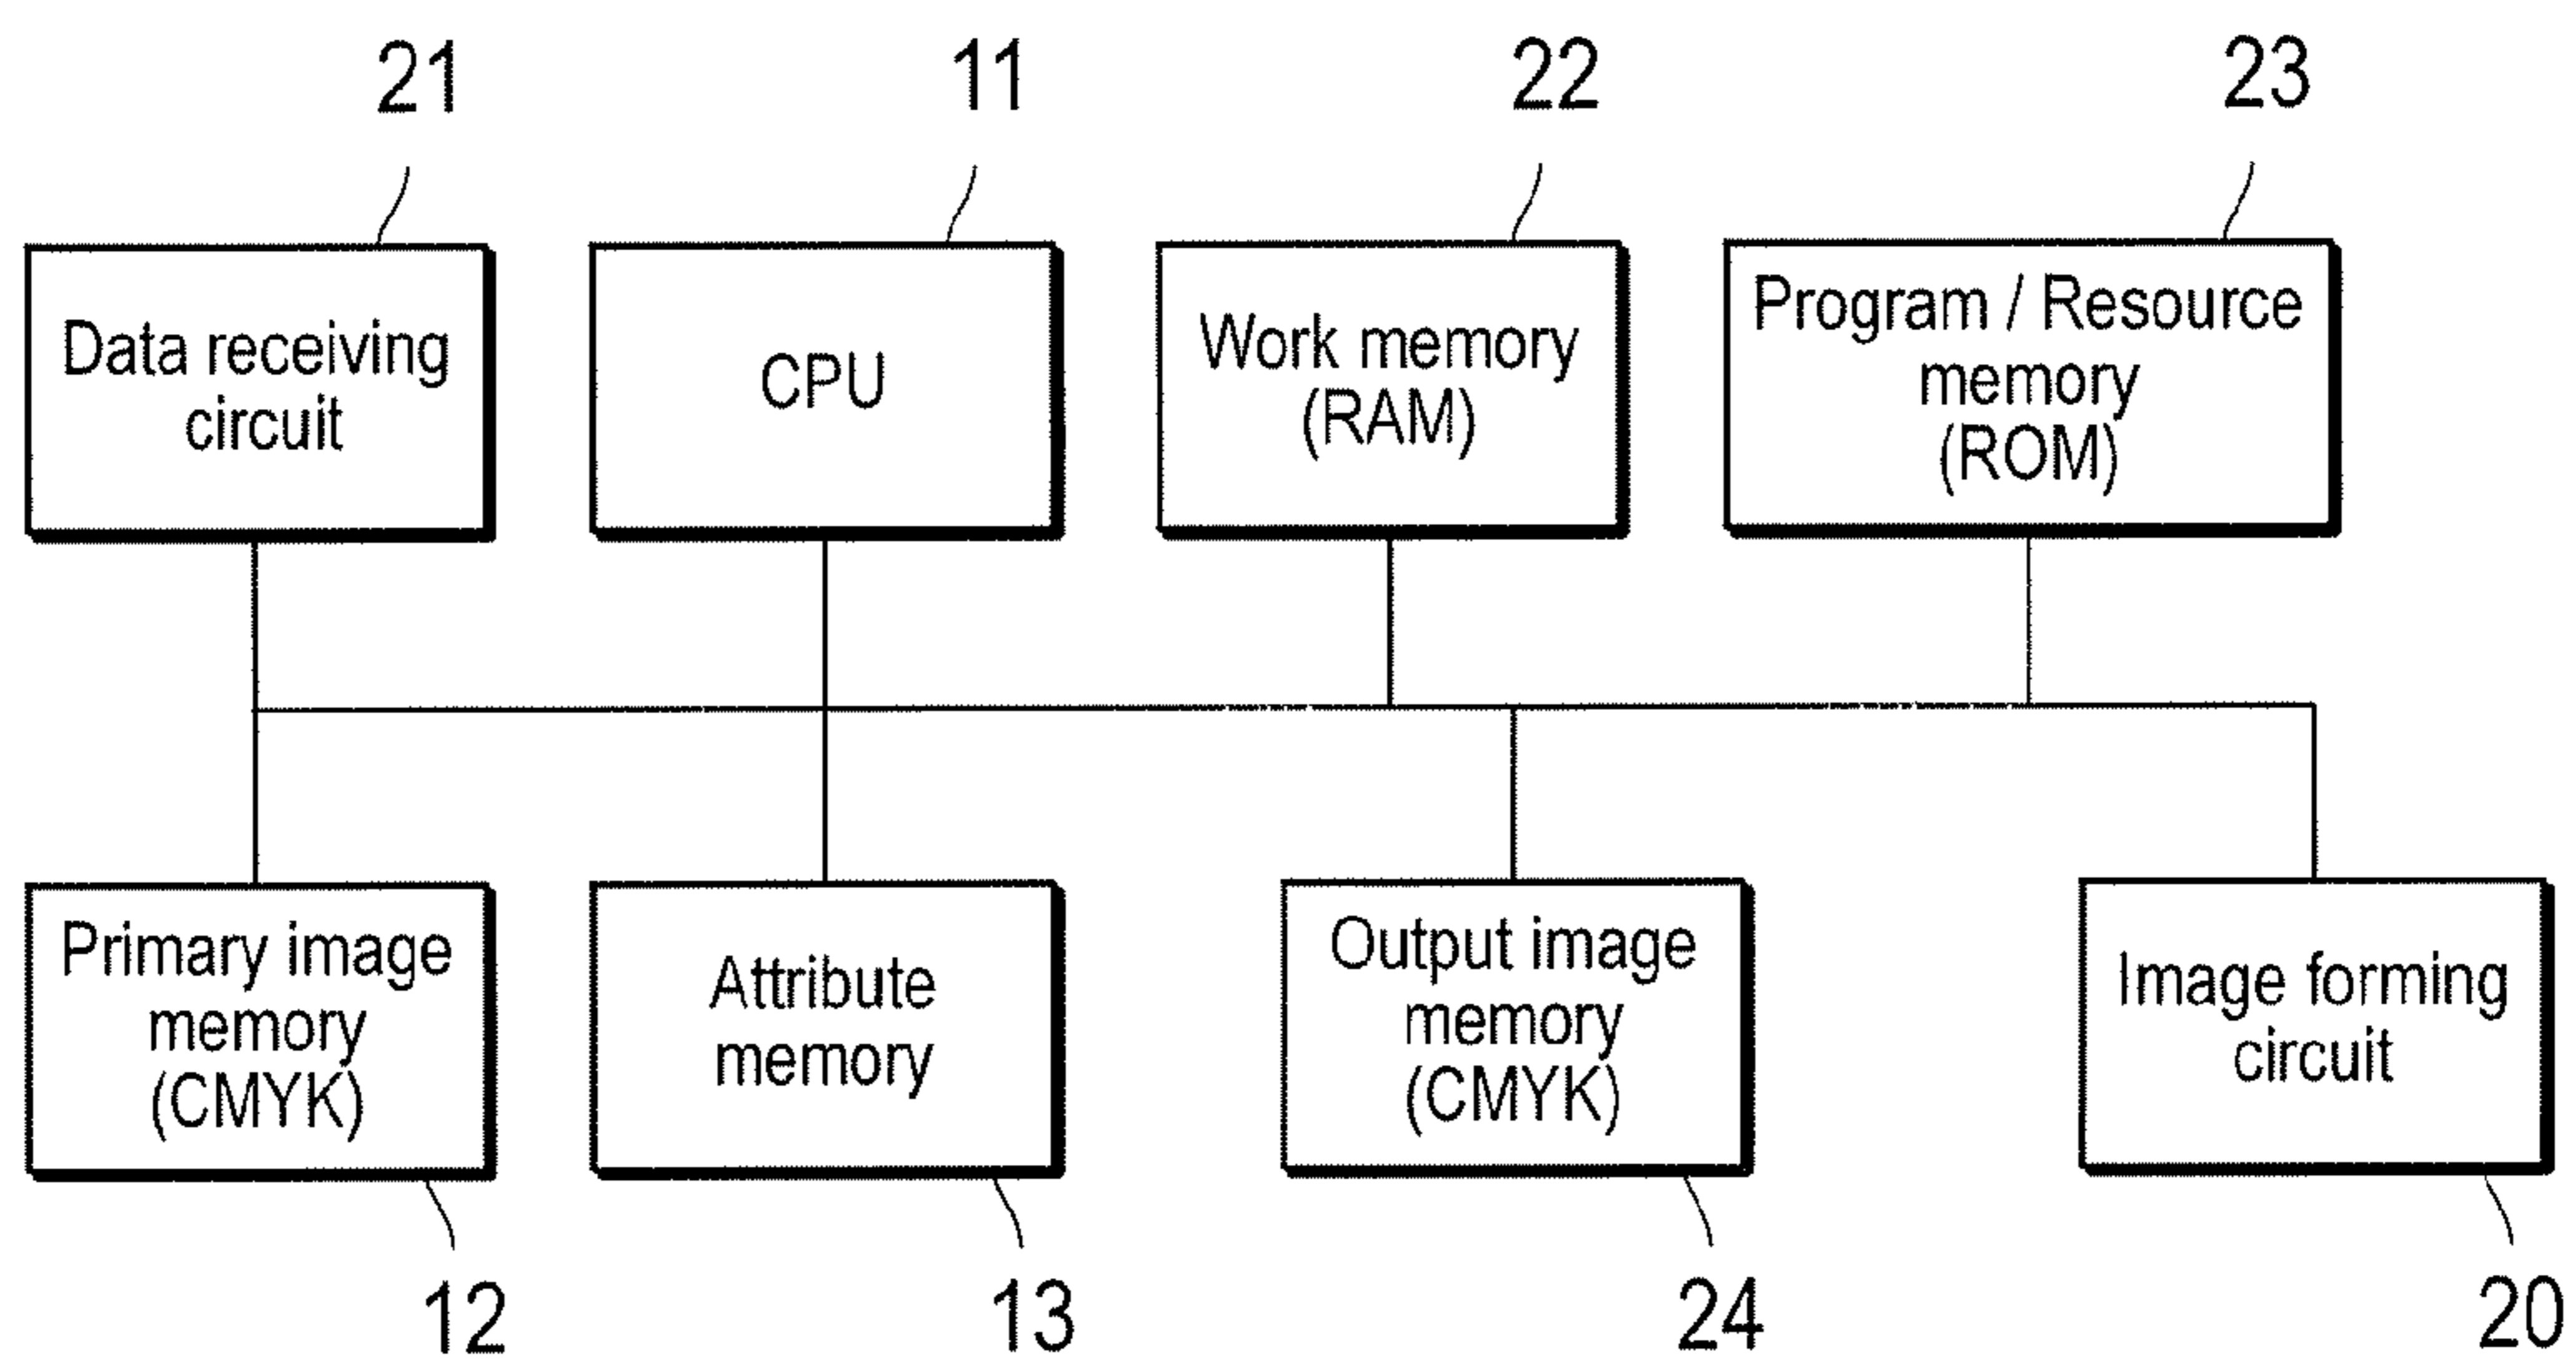 21
11
22
23
Data receiving
circuit
CPU
Work memory
(RAM)
Program / Resource
memory
(ROM)
Primary image
memory
(CMYK)
Attribute
memory
Output image
memory
(CMYK)
Image forming
circuit
12
13
24
20